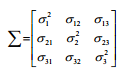 ∑ = [ σ₁² σ₁₂ σ₁₃
σ₂₁ σ₂² σ₂₃
σ₃₁ σ₃₂ σ₃² ]